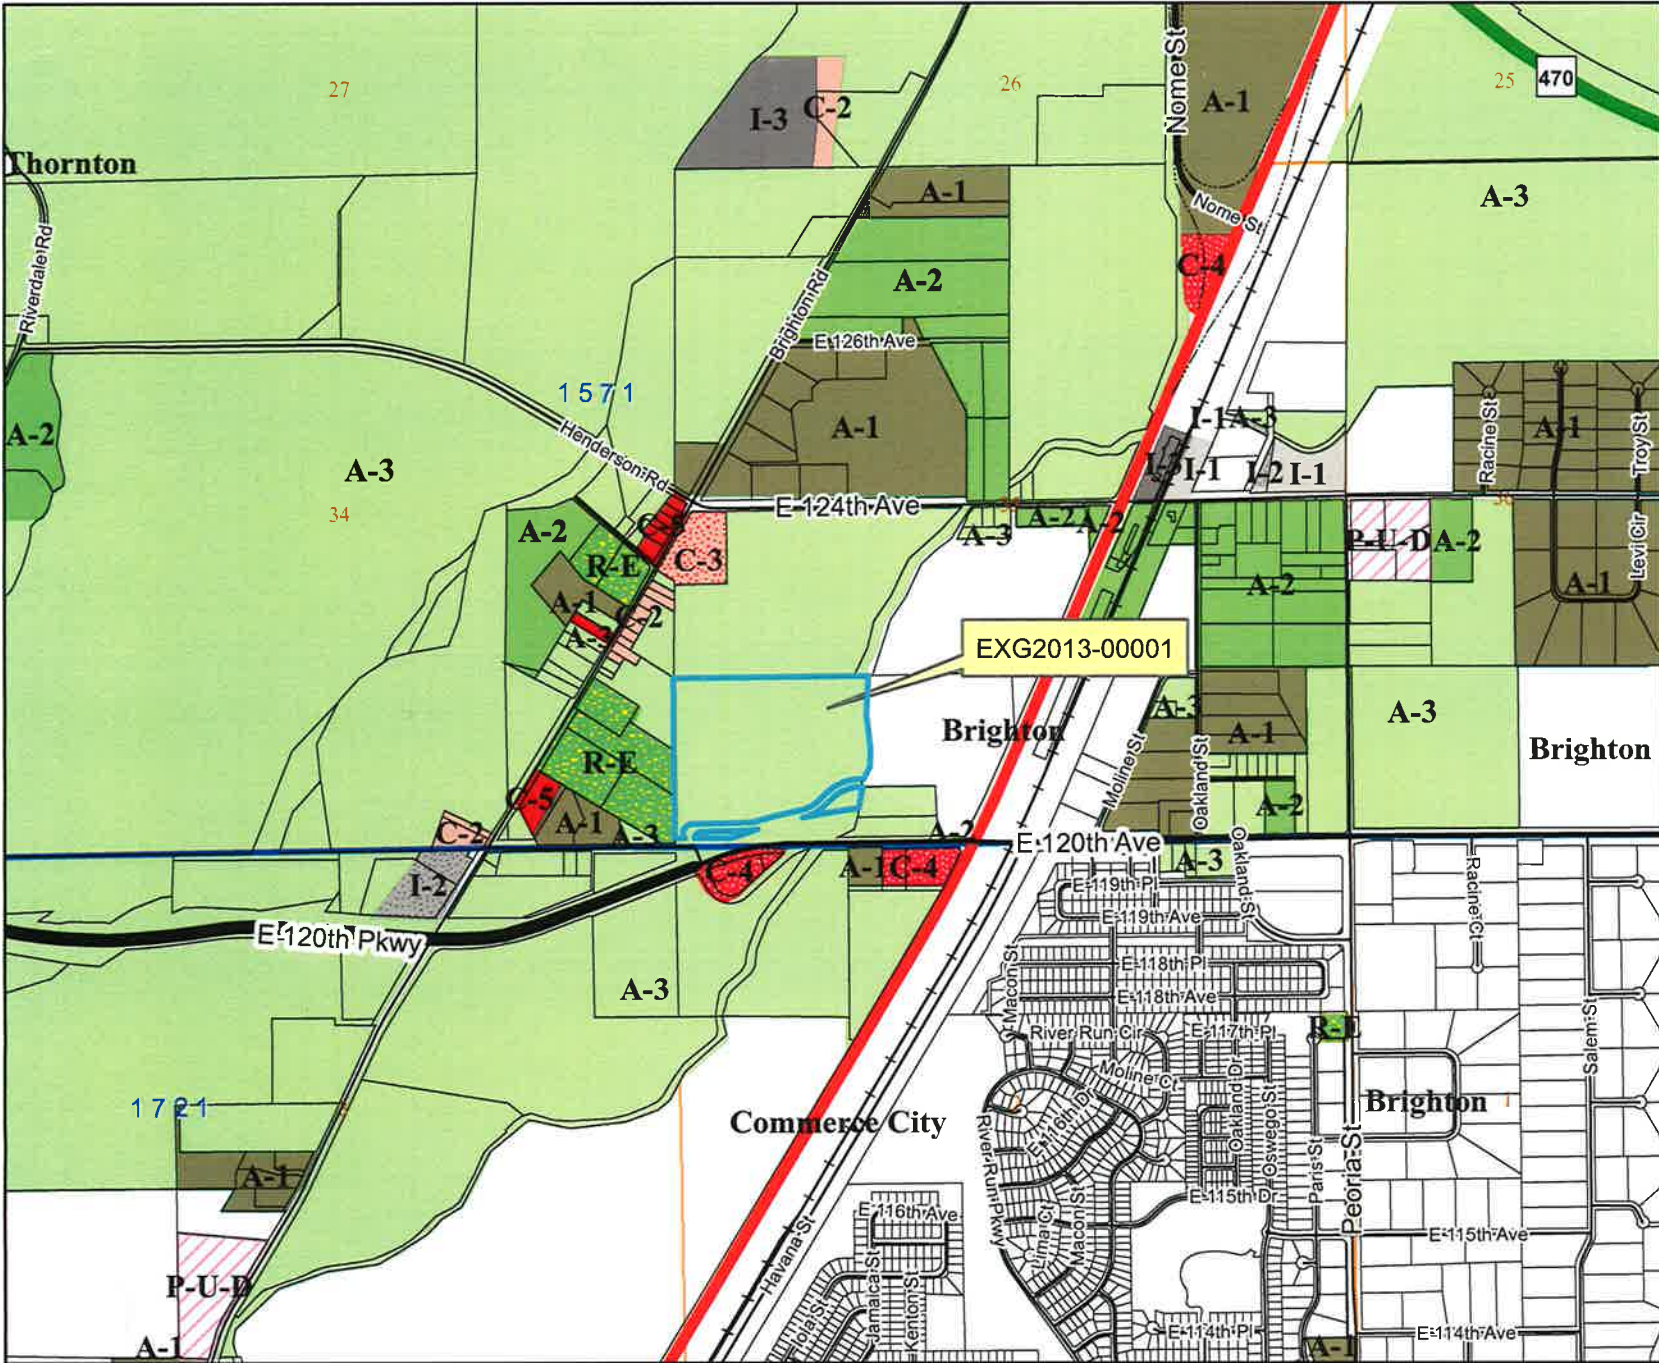 27
26
25
470
I-3
C-2
Nome St
A-1
Thornton
A-1
A-3
Nome St
Riverdale Rd
C-4
A-2
Brighton Rd
E 126th Ave
1571
A-2
Henderson Rd
A-1
I-1
A-3
A-3
I-1
I-2
I-1
Racine St
A-1
Troy St
34
E 124th Ave
A-2
C-5
C-3
A-3
A-2
A-2
P-U-D
A-2
R-E
A-1
C-2
A-2
A-1
Levi Cir
EXG2013-00001
Brighton
A-3
A-1
A-3
Brighton
R-E
Moline St
Oakland St
C-5
A-1
A-3
C-2
A-2
A-2
E 120th Ave
I-2
C-4
A-1
C-4
A-3
Oakland St
E 119th Pl
E 119th Ave
Racine Ct
E 120th Pkwy
E 118th Pl
E 118th Ave
Macon St
A-3
River Run Cir
E 117th Pl
R-E
Salem St
Moline Ct
1721
Commerce City
E 116th Dr
Oakland Dr
Oswego St
Brighton
1
River Run Pkwy
Paris St
Peoria St
A-1
E 115th Dr
E 116th Ave
Lima Ct
Macon St
E 115th Ave
Havana St
P-U-D
Jamaica St
Kenton St
E 114th Pl
E 114th Ave
A-1
A-1